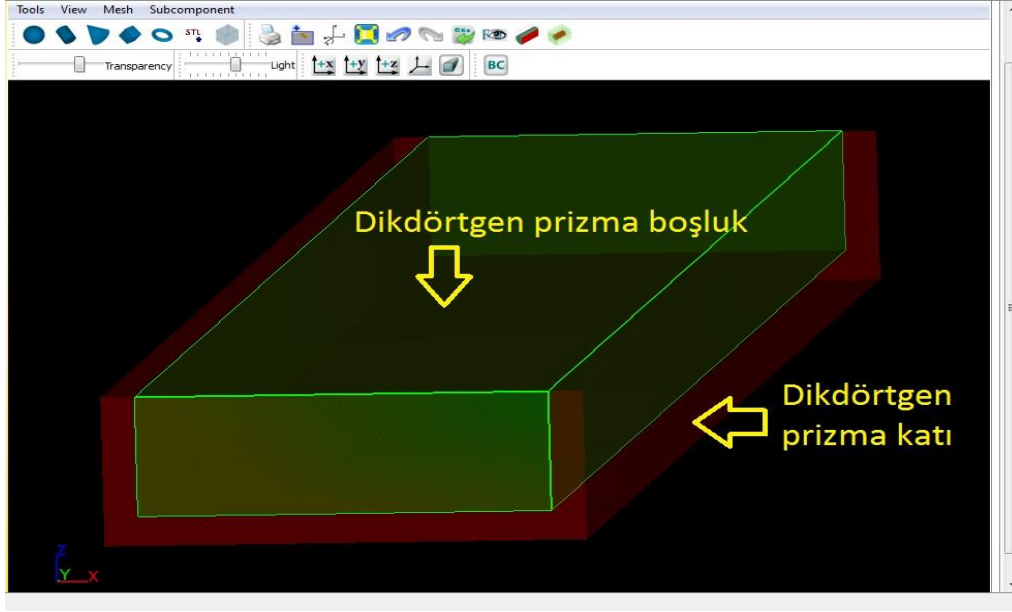 Tools View Mesh Subcomponent
STL
Transparency Light +x +y +z BC
Dikdörtgen prizma boşluk
Dikdörtgen
prizma katı
Z
Y X